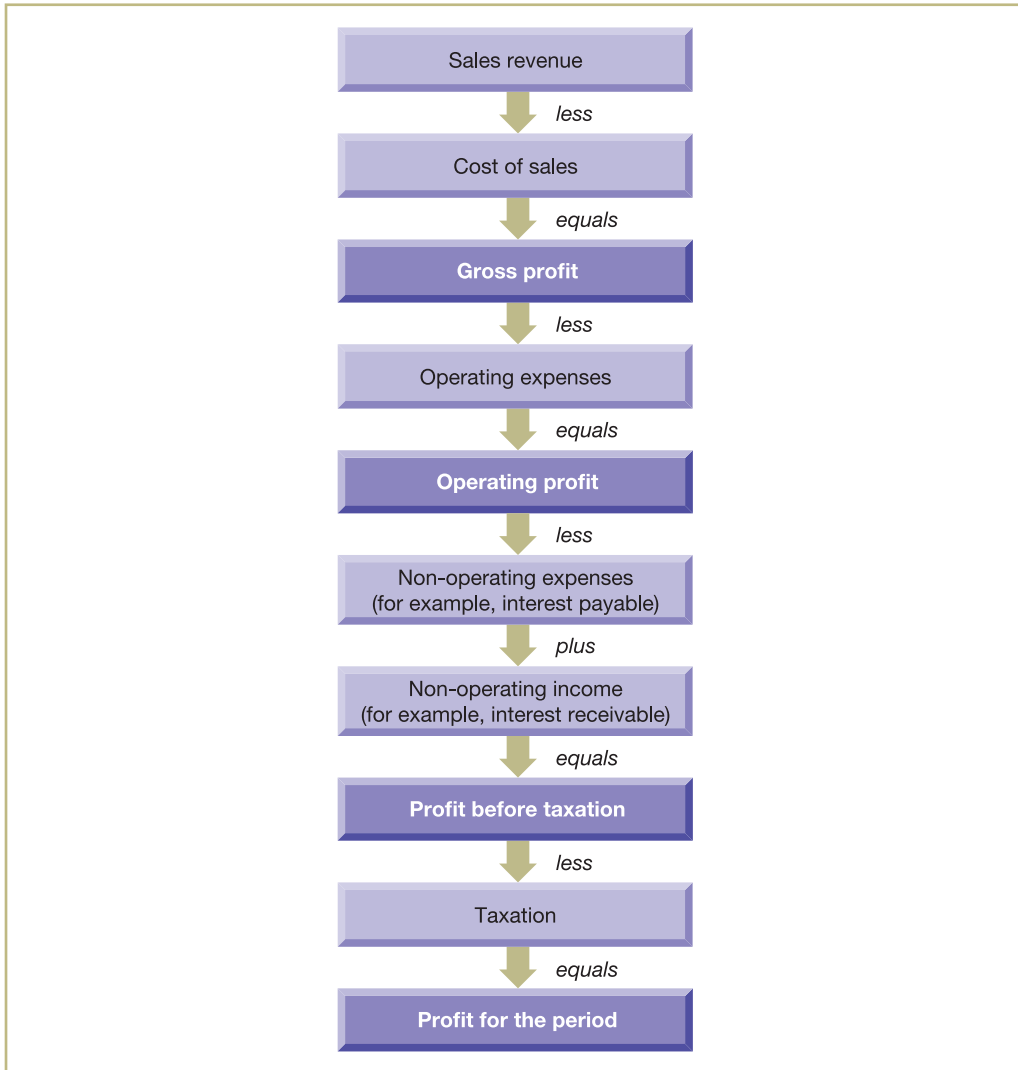 Sales revenue
less
Cost of sales
equals
Gross profit
less
Operating expenses
equals
Operating profit
less
Non-operating expenses
(for example, interest payable)
plus
Non-operating income
(for example, interest receivable)
equals
Profit before taxation
less
Taxation
equals
Profit for the period